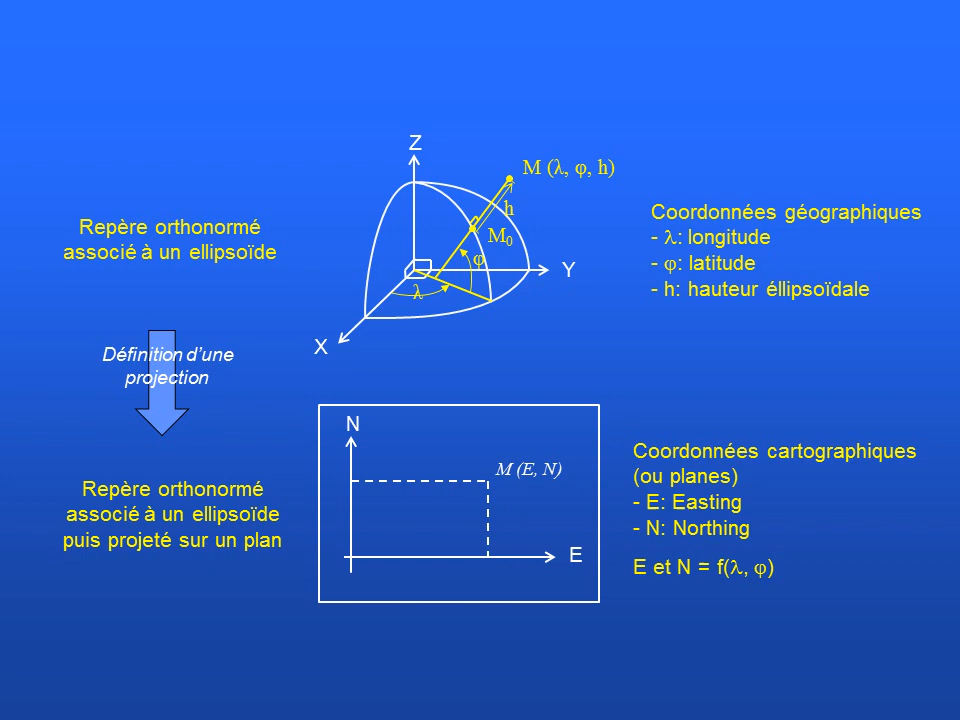 Repère orthonormé
associé à un ellipsoïde
Z
M (λ, φ, h)
h
M₀
φ
λ
Y
X
Coordonnées géographiques
- λ: longitude
- φ: latitude
- h: hauteur éllipsoïdale
Définition d’une
projection
Repère orthonormé
associé à un ellipsoïde
puis projeté sur un plan
N
M (E, N)
E
Coordonnées cartographiques
(ou planes)
- E: Easting
- N: Northing
E et N = f(λ, φ)